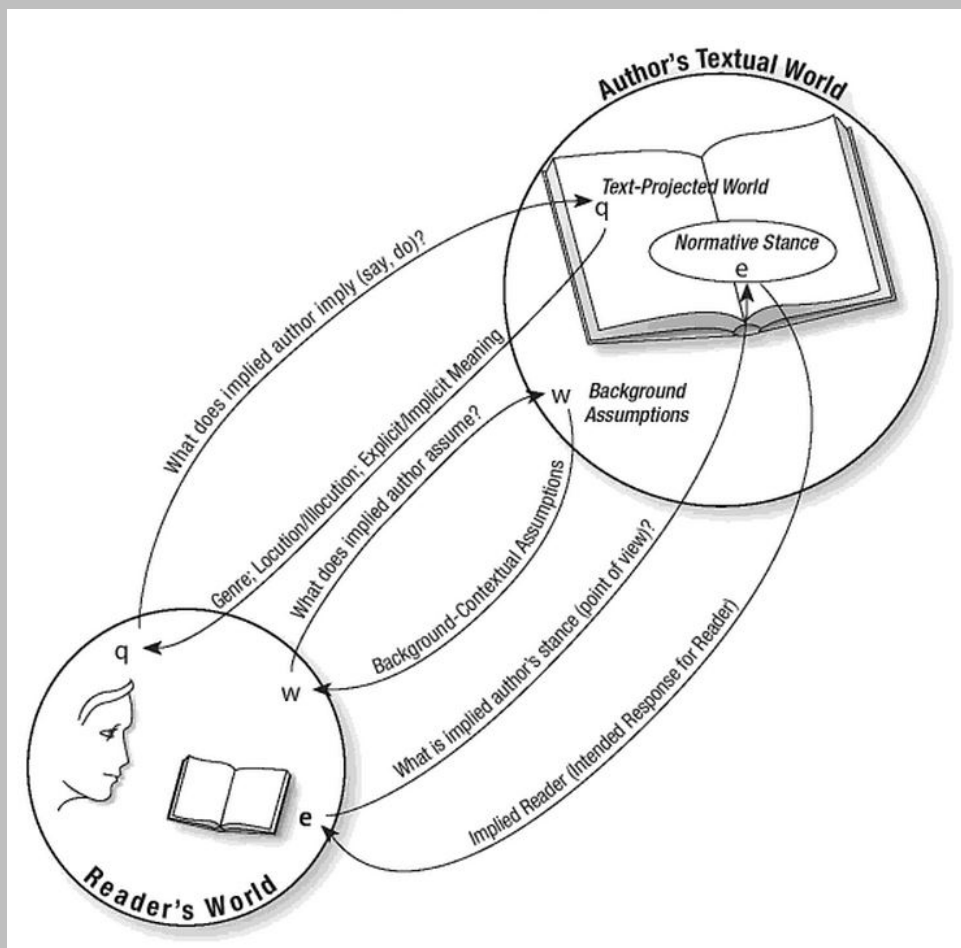 Author's Textual World
Text-Projected World
q
Normative Stance
e
What does implied author imply (say, do)?
Genre; Locution/Illocution; Explicit/Implicit Meaning
w
Background
Assumptions
What does implied author assume?
Background-Contextual Assumptions
What is implied author's stance (point of view)?
Implied Reader (Intended Response for Reader)
q
w
e
Reader's World